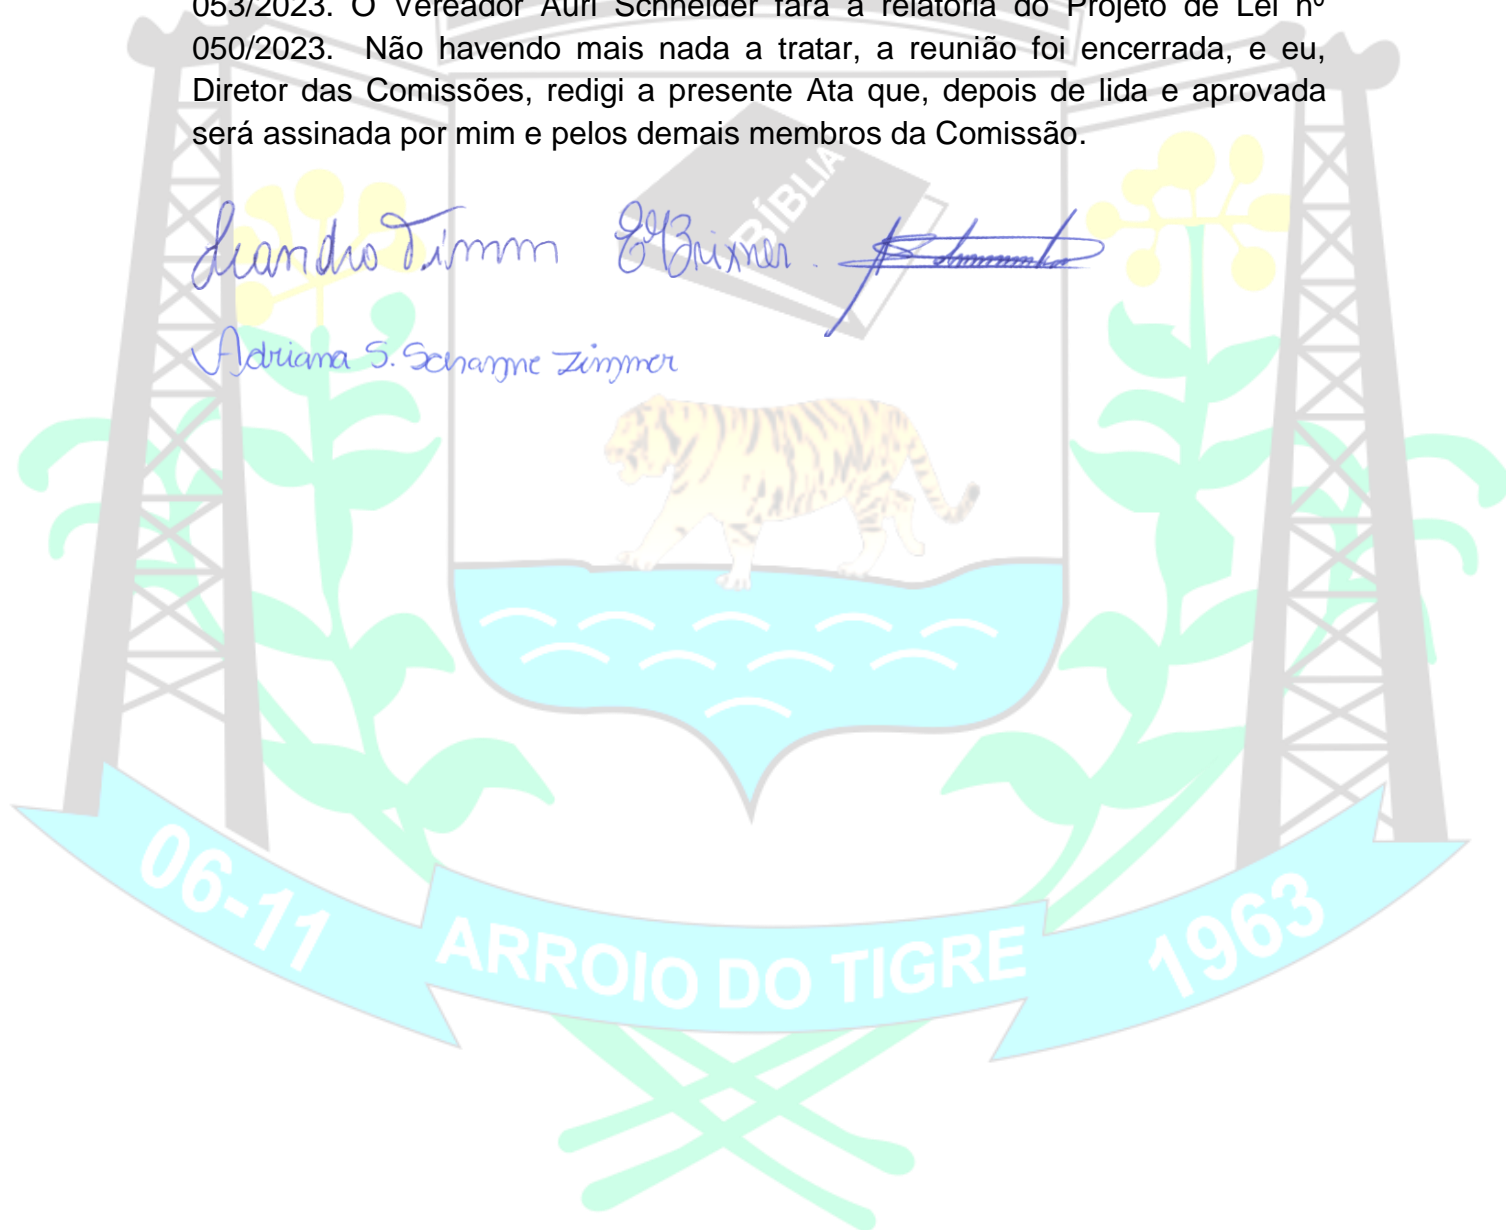 053/2023. O Vereador Auri Schneider fará a relatoria do Projeto de Lei nº
050/2023. Não havendo mais nada a tratar, a reunião foi encerrada, e eu,
Diretor das Comissões, redigi a presente Ata que, depois de lida e aprovada
será assinada por mim e pelos demais membros da Comissão.
BÍBLIA
Leandro Timm
Adriana S. Zimmer
06-11 ARROIO DO TIGRE 1963